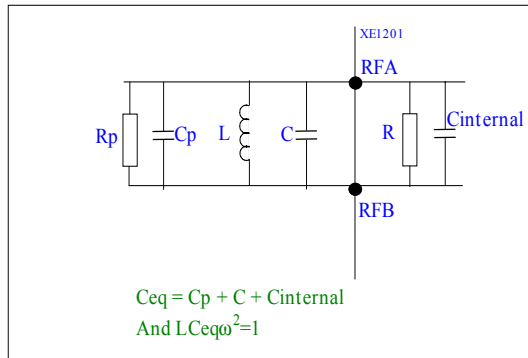 XE1201
RFA
Rp Cp L C R Cinternal
RFB
Ceq = Cp + C + Cinternal
And LCeqω²=1